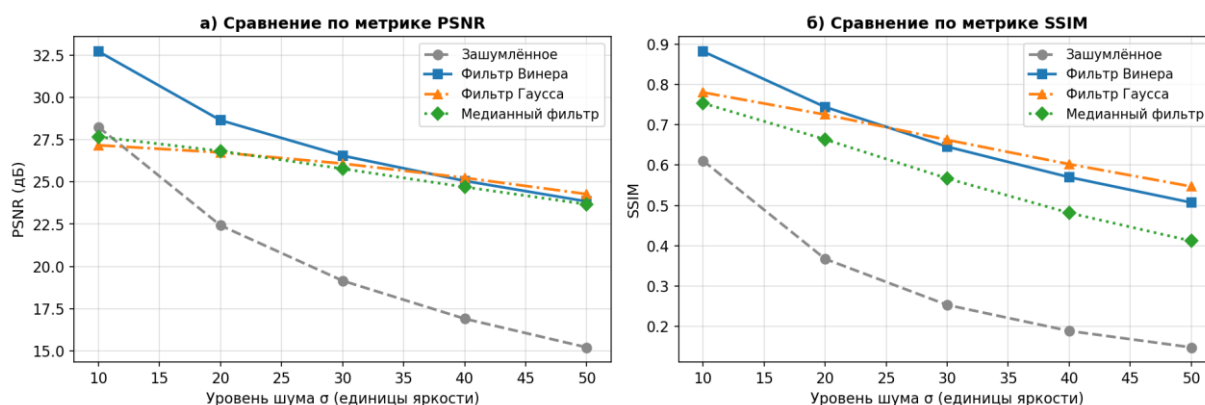 а) Сравнение по метрике PSNR
PSNR (дБ)
32.5
30.0
27.5
25.0
22.5
20.0
17.5
15.0
Зашумлённое
Фильтр Винера
Фильтр Гаусса
Медианный фильтр
10 15 20 25 30 35 40 45 50
Уровень шума σ (единицы яркости)
б) Сравнение по метрике SSIM
SSIM
0.9
0.8
0.7
0.6
0.5
0.4
0.3
0.2
Зашумлённое
Фильтр Винера
Фильтр Гаусса
Медианный фильтр
10 15 20 25 30 35 40 45 50
Уровень шума σ (единицы яркости)